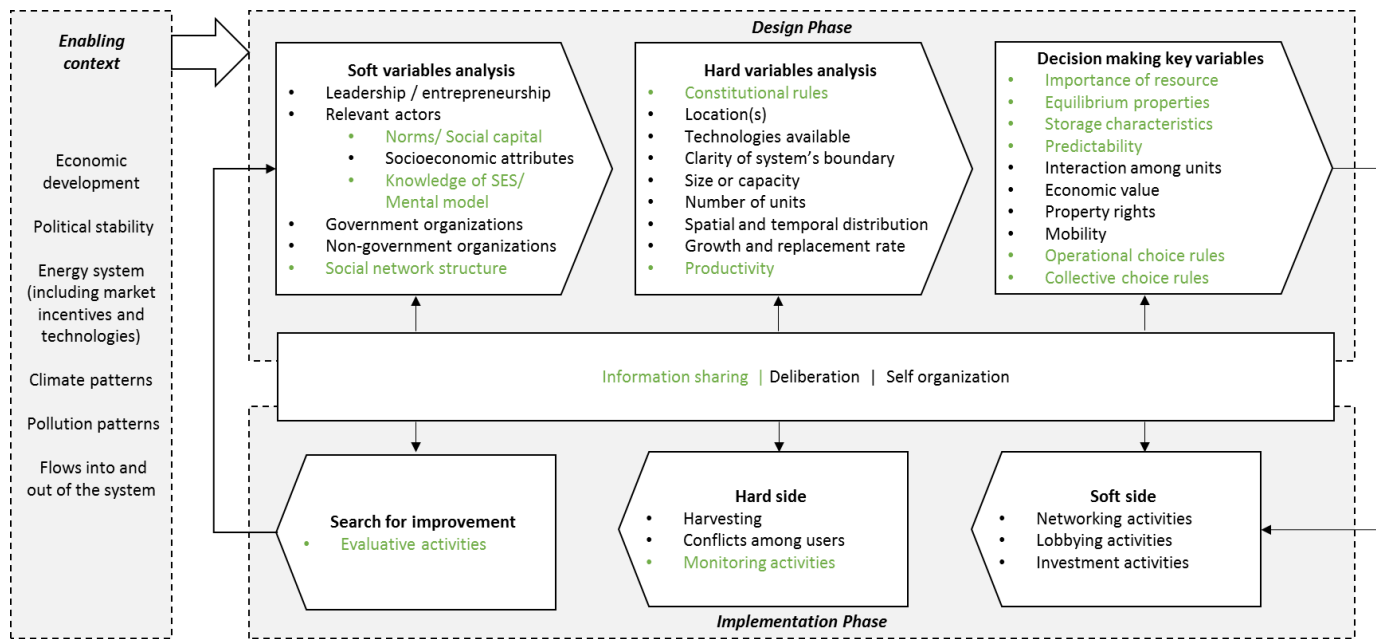 Enabling
context
Economic
development
Political stability
Energy system
(including market
incentives and
technologies)
Climate patterns
Pollution patterns
Flows into and
out of the system
Design Phase
Soft variables analysis
• Leadership / entrepreneurship
• Relevant actors
• Norms/ Social capital
• Socioeconomic attributes
• Knowledge of SES/
Mental model
• Government organizations
• Non-government organizations
• Social network structure
Hard variables analysis
• Constitutional rules
• Location(s)
• Technologies available
• Clarity of system’s boundary
• Size or capacity
• Number of units
• Spatial and temporal distribution
• Growth and replacement rate
• Productivity
Decision making key variables
• Importance of resource
• Equilibrium properties
• Storage characteristics
• Predictability
• Interaction among units
• Economic value
• Property rights
• Mobility
• Operational choice rules
• Collective choice rules
Information sharing | Deliberation | Self organization
Search for improvement
• Evaluative activities
Hard side
• Harvesting
• Conflicts among users
• Monitoring activities
Soft side
• Networking activities
• Lobbying activities
• Investment activities
Implementation Phase